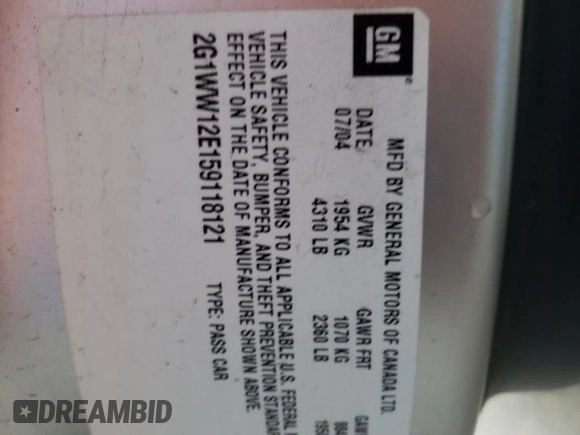 GM
MFD BY GENERAL MOTORS OF CANADA LTD.
DATE GVWR GAWR FRT
07/04 1954 KG 1070 KG
4310 LB 2360 LB
THIS VEHICLE CONFORMS TO ALL APPLICABLE U.S. FEDERAL
VEHICLE SAFETY, BUMPER, AND THEFT PREVENTION
EFFECT ON THE DATE OF MANUFACTURE SHOWN ABOVE.
2G1WW12E159118121 TYPE: PASS CAR
DREAMBID